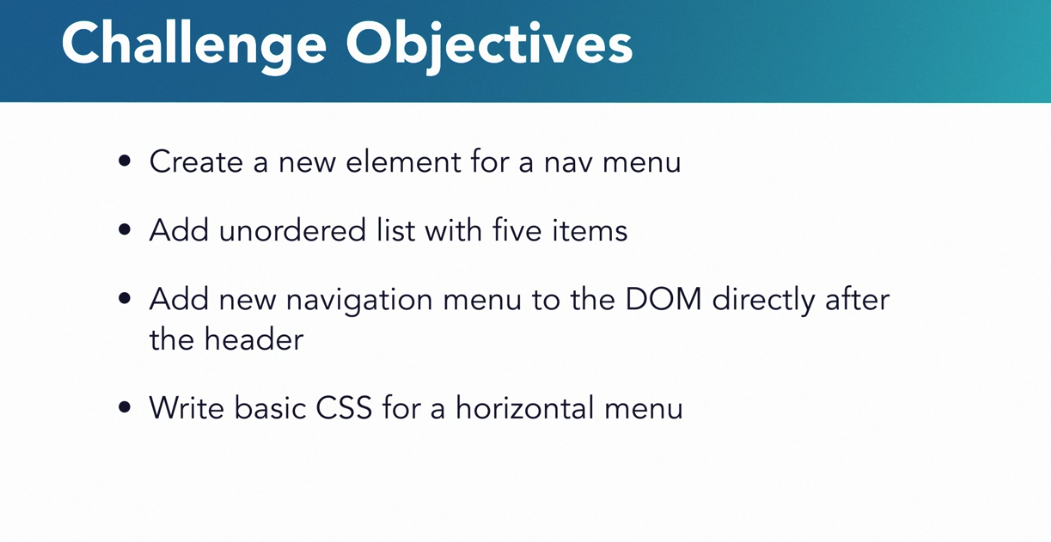 Challenge Objectives
• Create a new element for a nav menu
• Add unordered list with five items
• Add new navigation menu to the DOM directly after
the header
• Write basic CSS for a horizontal menu